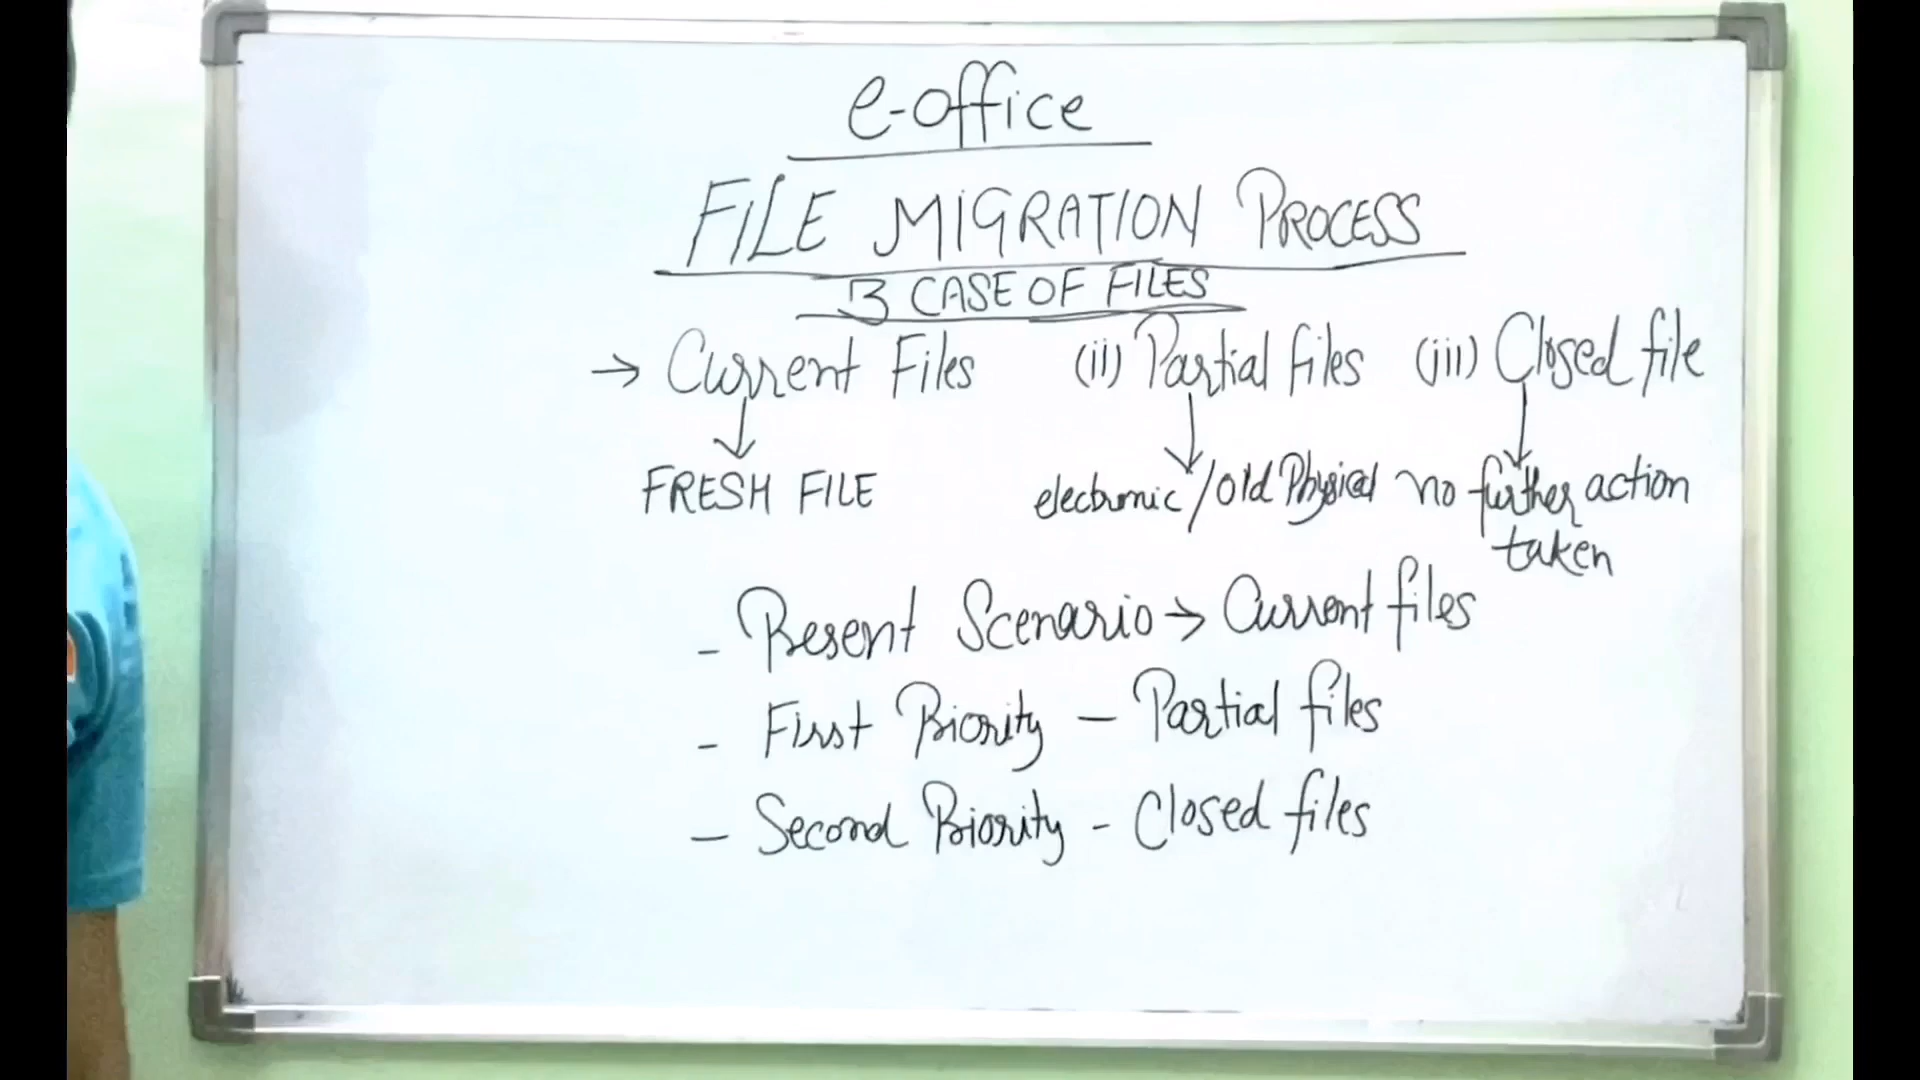 e-office
FILE MIGRATION PROCESS
3 CASE OF FILES
→ Current Files (ii) Partial files (iii) Closed file
FRESH FILE electronic/old Physical no further action
taken
- Present Scenario → Current files
- First Priority – Partial files
- Second Priority - Closed files